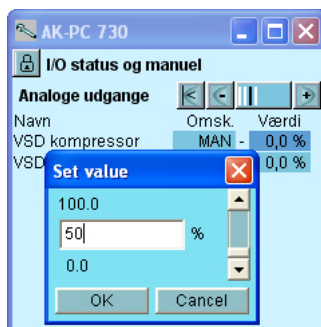 AK-PC 730
I/O status og manuel
Analoge udgange
Navn Omsk. Værdi
VSD kompressor MAN - 0,0 %
VSD 0,0 %
Set value
100.0
50 %
0.0
OK Cancel